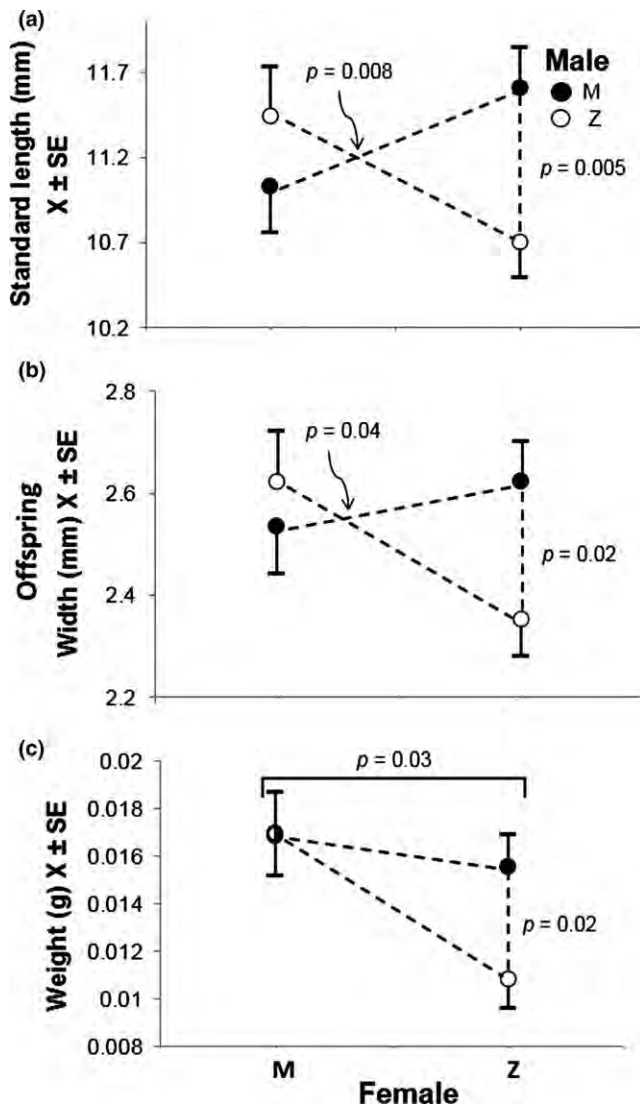 (a)
Standard length (mm)
X ± SE
11.7
11.2
10.7
10.2
p = 0.008
Male
M
Z
p = 0.005
(b)
Offspring
Width (mm) X ± SE
2.8
2.6
2.4
2.2
p = 0.04
p = 0.02
(c)
Weight (g) X ± SE
0.02
0.018
0.016
0.014
0.012
0.01
0.008
p = 0.03
p = 0.02
M
Z
Female